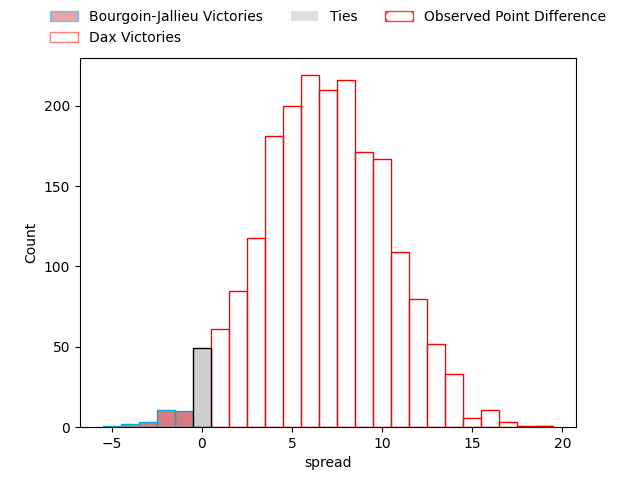 Bourgoin-Jallieu Victories
Ties
Observed Point Difference
Dax Victories
200
150
100
50
0
Count
−5
0
5
10
15
20
spread